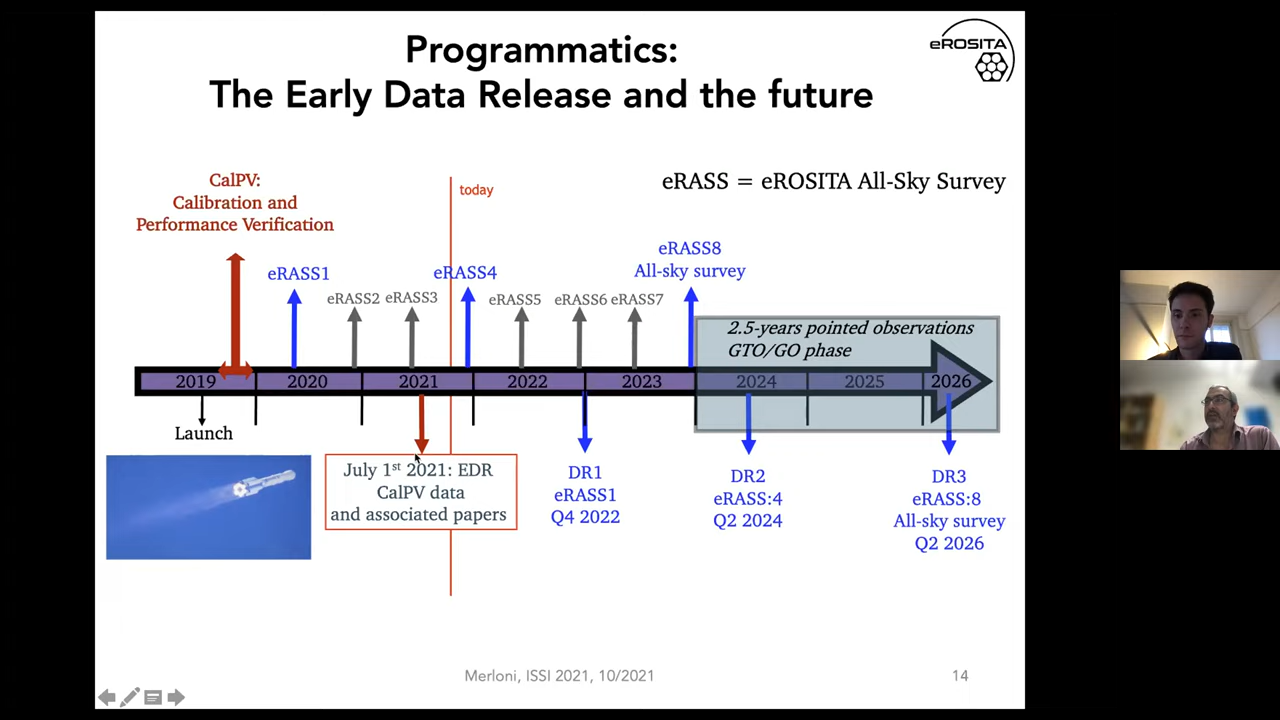 Programmatics:
The Early Data Release and the future
eROSITA
CalPV:
Calibration and
Performance Verification
today
eRASS = eROSITA All-Sky Survey
eRASS1
eRASS2
eRASS3
eRASS4
eRASS5
eRASS6
eRASS7
eRASS8
All-sky survey
2.5-years pointed observations
GTO/GO phase
2019
2020
2021
2022
2023
2024
2025
2026
Launch
July 1st 2021: EDR
CalPV data
and associated papers
DR1
eRASS1
Q4 2022
DR2
eRASS:4
Q2 2024
DR3
eRASS:8
All-sky survey
Q2 2026
Merloni, ISSI 2021, 10/2021
14